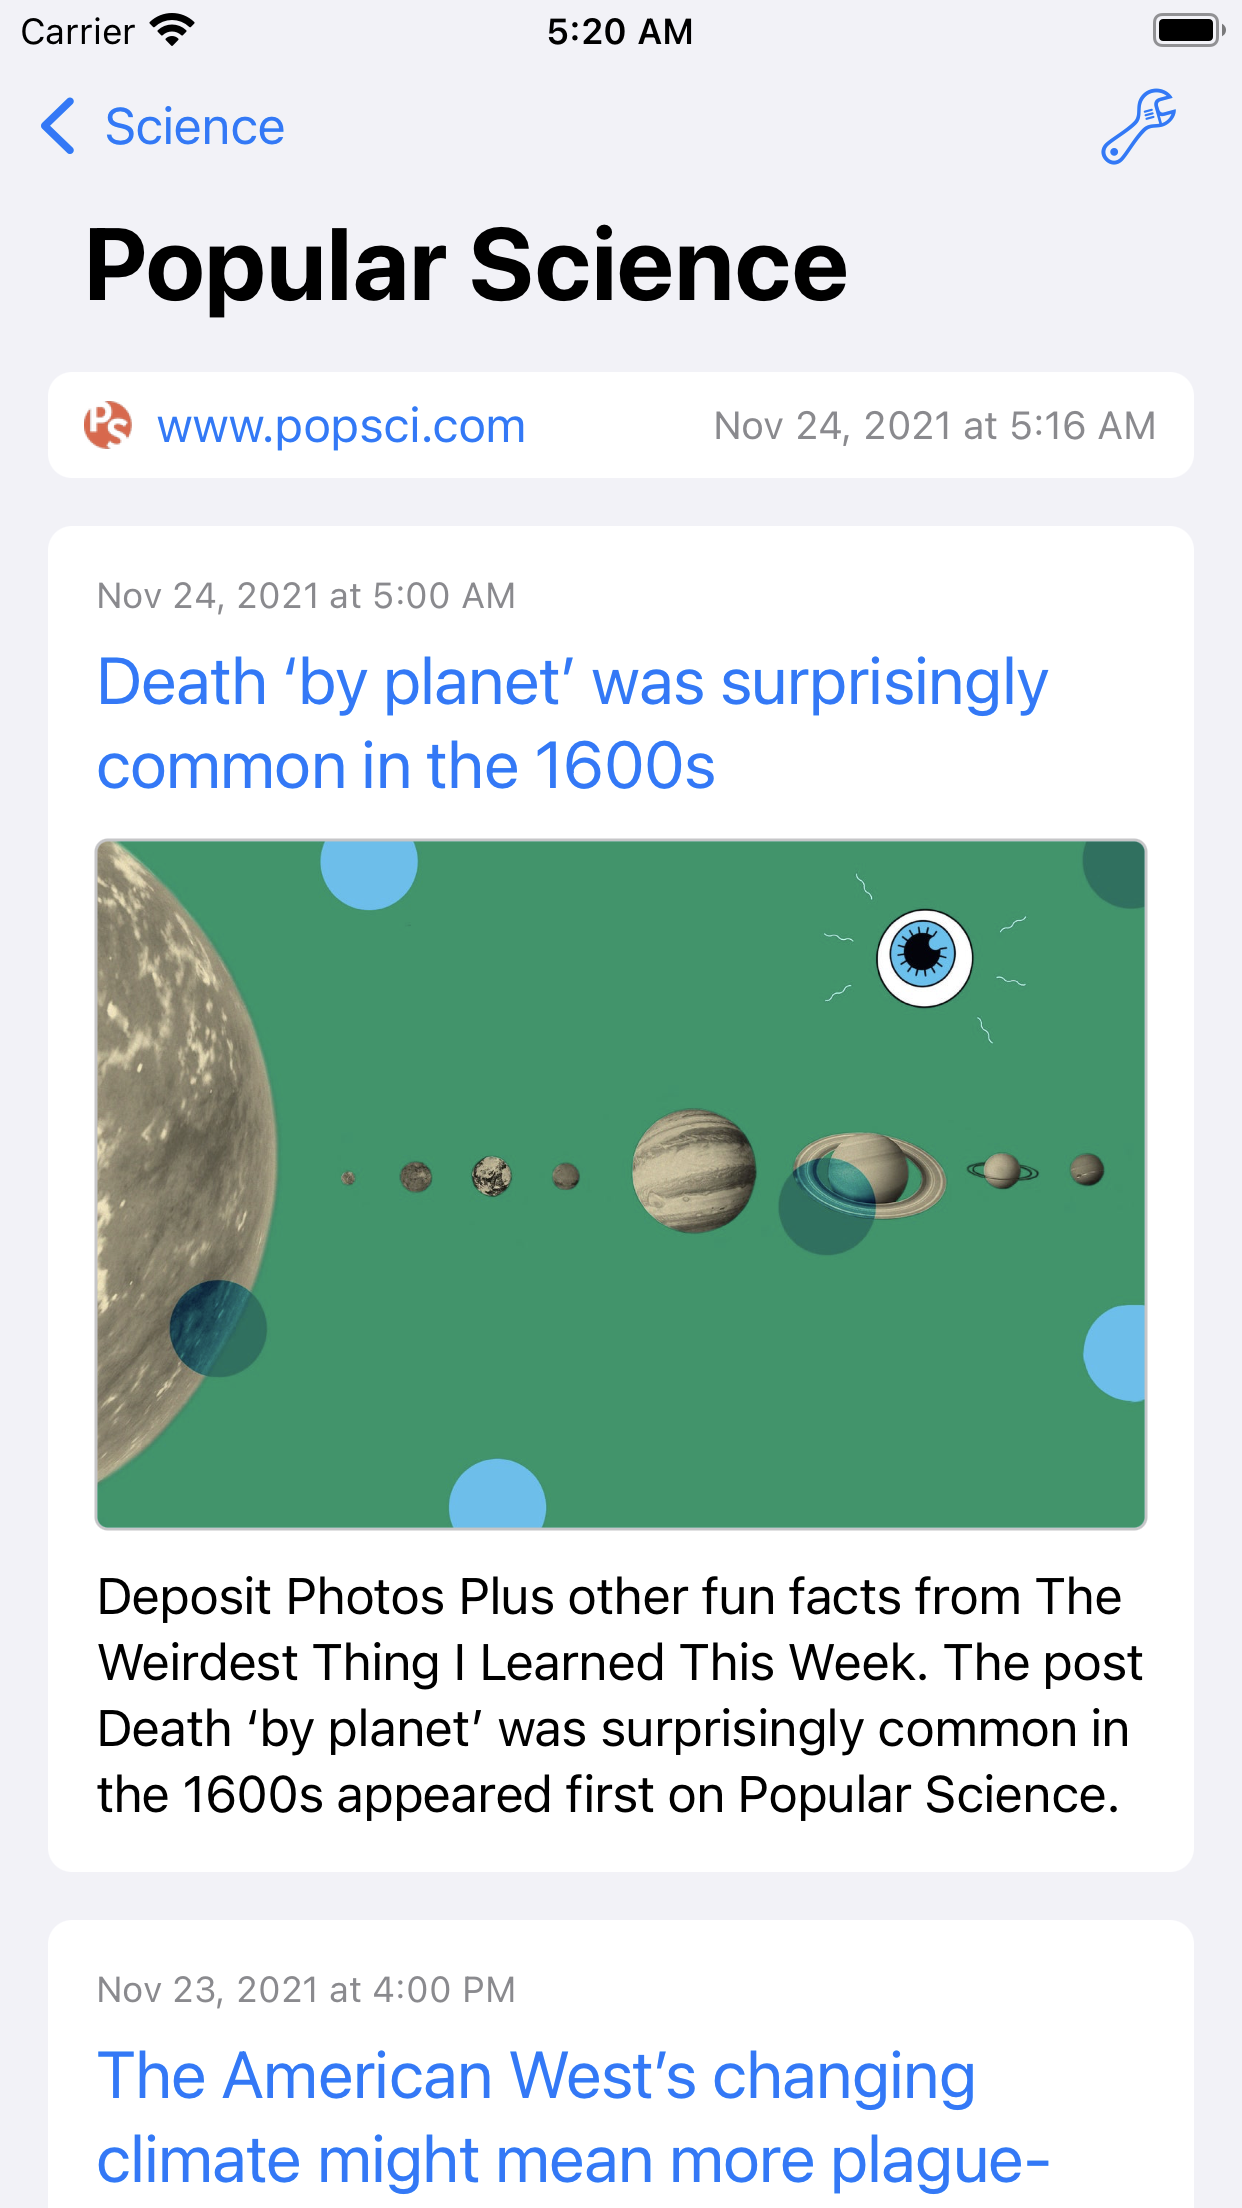 Carrier 5:20 AM
Science
Popular Science
PS www.popsci.com Nov 24, 2021 at 5:16 AM
Nov 24, 2021 at 5:00 AM
Death ‘by planet’ was surprisingly
common in the 1600s
Deposit Photos Plus other fun facts from The
Weirdest Thing I Learned This Week. The post
Death ‘by planet’ was surprisingly common in
the 1600s appeared first on Popular Science.
Nov 23, 2021 at 4:00 PM
The American West’s changing
climate might mean more plague-